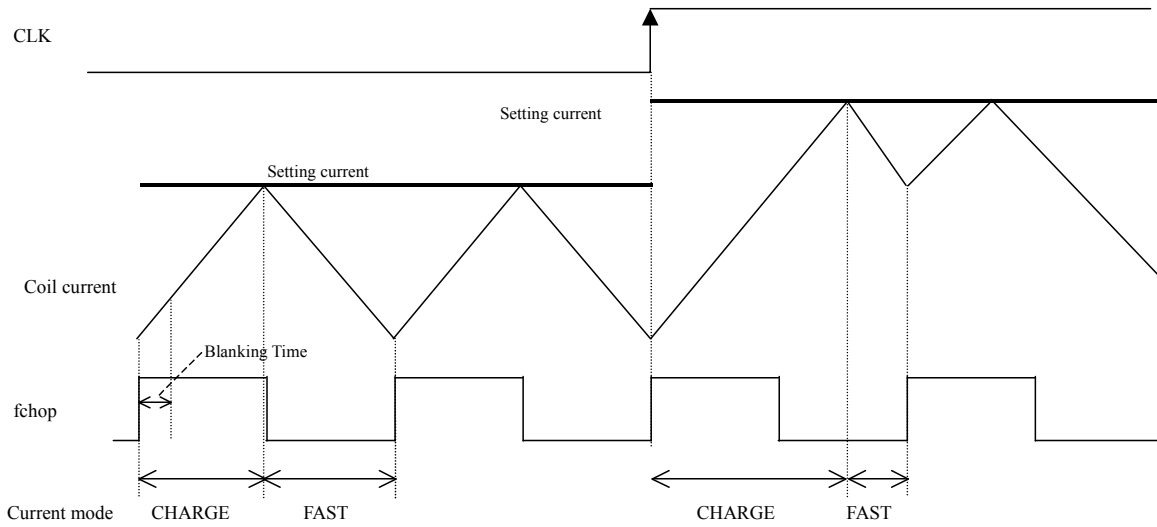 CLK
Setting current
Setting current
Coil current
Blanking Time
fchop
Current mode CHARGE FAST CHARGE FAST